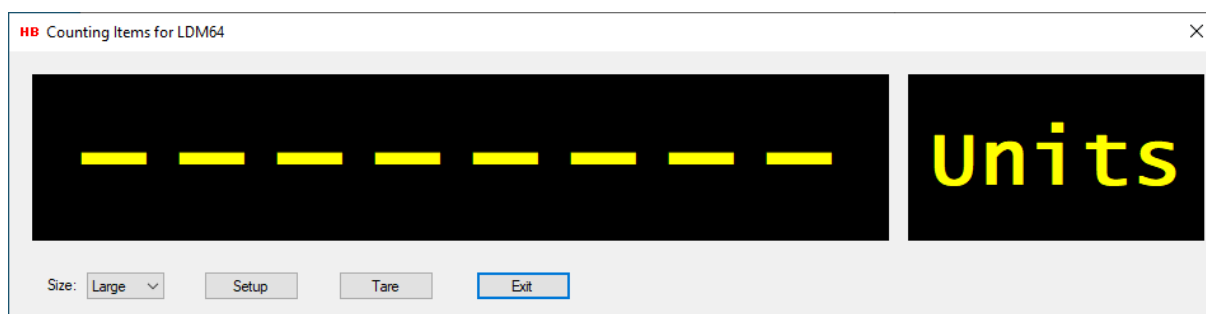 HB Counting Items for LDM64
– – – – – – – – Units
Size: Large Setup Tare Exit